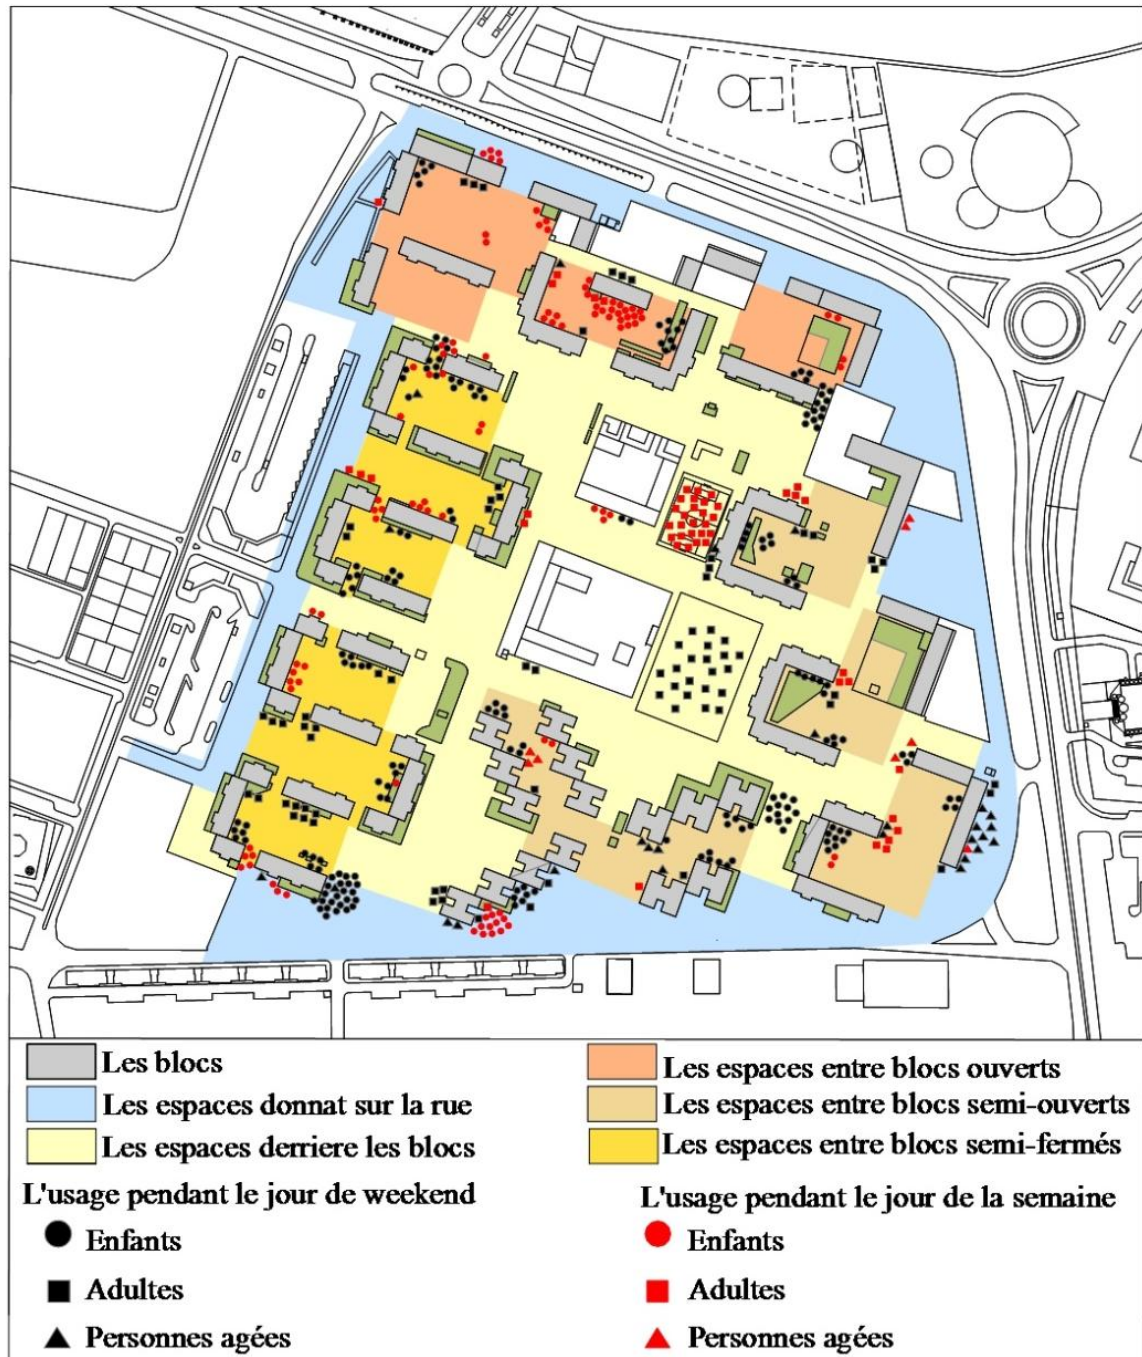 Les blocs
Les espaces donnat sur la rue
Les espaces derriere les blocs
Les espaces entre blocs ouverts
Les espaces entre blocs semi-ouverts
Les espaces entre blocs semi-fermés
L'usage pendant le jour de weekend
Enfants
Adultes
Personnes agées
L'usage pendant le jour de la semaine
Enfants
Adultes
Personnes agées